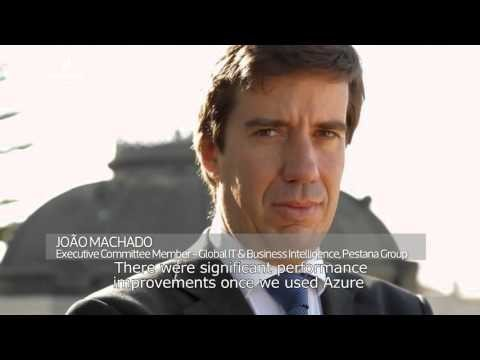 JOÃO MACHADO
Executive Committee Member - Global IT & Business Intelligence, Pestana Group
There were significant performance
improvements once we used Azure